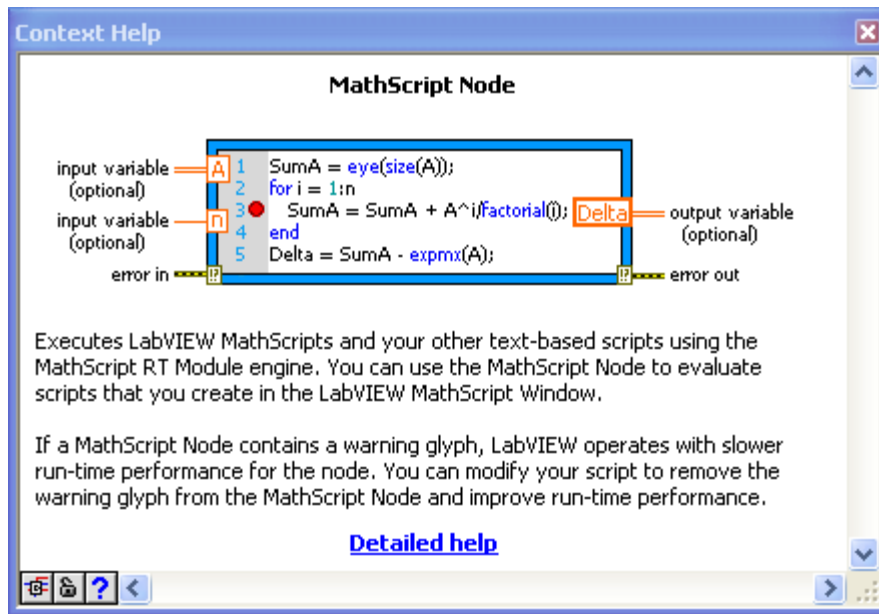 Context Help
MathScript Node
input variable
(optional)
input variable
(optional)
error in
A
n
1 SumA = eye(size(A));
2 for i = 1:n
3 SumA = SumA + A^i/factorial(i);
4 end
5 Delta = SumA - expmx(A);
Delta
output variable
(optional)
error out
Executes LabVIEW MathScripts and your other text-based scripts using the
MathScript RT Module engine. You can use the MathScript Node to evaluate
scripts that you create in the LabVIEW MathScript Window.
If a MathScript Node contains a warning glyph, LabVIEW operates with slower
run-time performance for the node. You can modify your script to remove the
warning glyph from the MathScript Node and improve run-time performance.
Detailed help
?